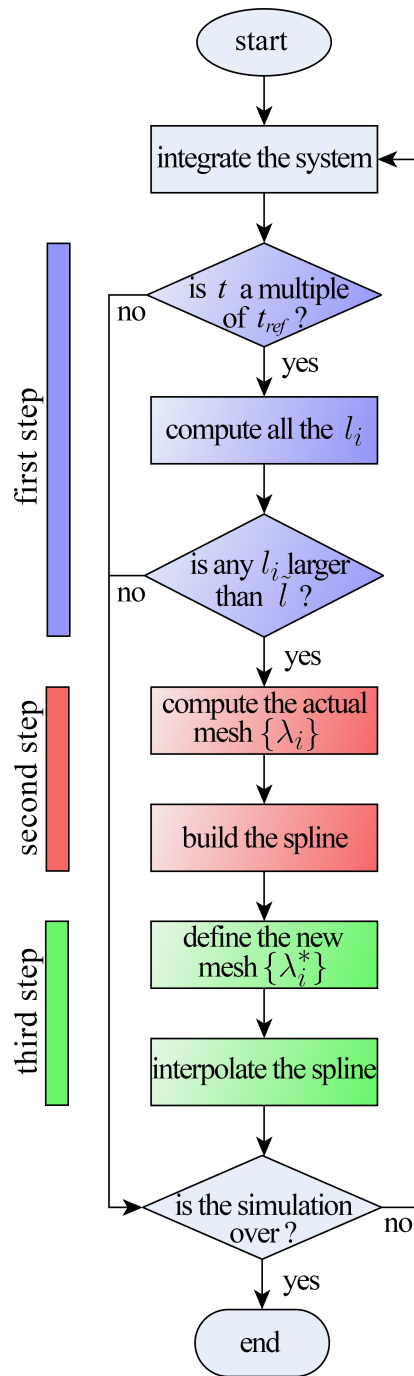 start
integrate the system
is t a multiple
of t_ref ?
no
yes
first step
compute all the l_i
is any l_i larger
than l̃ ?
no
yes
second step
compute the actual
mesh {λ_i}
build the spline
third step
define the new
mesh {λ_i^*}
interpolate the spline
is the simulation
over ?
no
yes
end